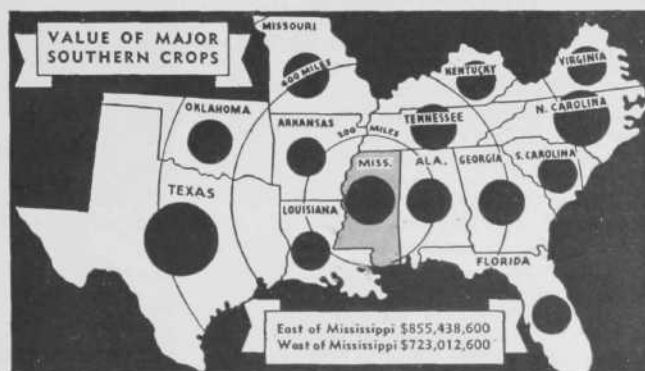 VALUE OF MAJOR
SOUTHERN CROPS
MISSOURI
400 MILES
KENTUCKY
VIRGINIA
OKLAHOMA
ARKANSAS
TENNESSEE
N. CAROLINA
MILES
MISS.
ALA.
GEORGIA
S. CAROLINA
TEXAS
LOUISIANA
FLORIDA
East of Mississippi $855,438,600
West of Mississippi $723,012,600